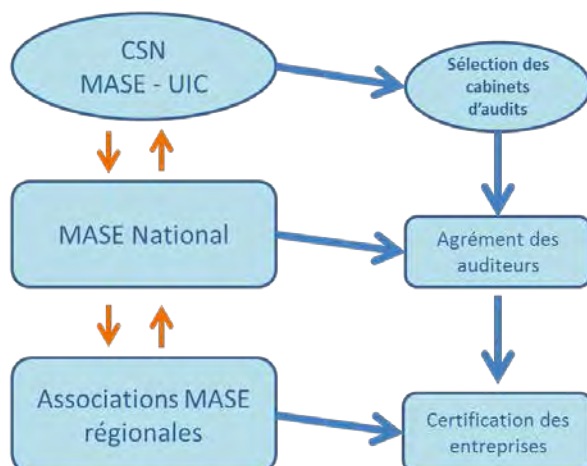 CSN
MASE - UIC
Sélection des
cabinets
d'audits
MASE National
Agrément des
auditeurs
Associations MASE
régionales
Certification des
entreprises